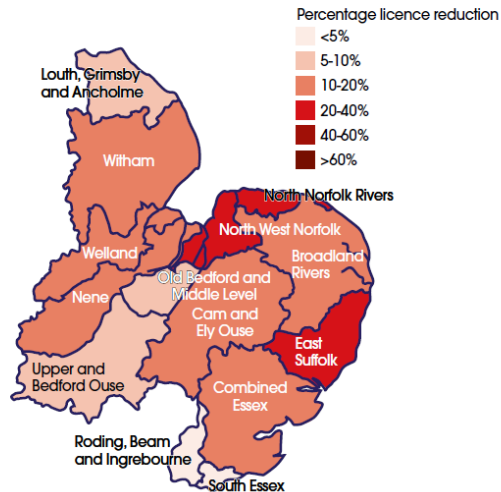 Percentage licence reduction
<5%
5-10%
10-20%
20-40%
40-60%
>60%
Louth, Grimsby
and Ancholme
Witham
North Norfolk Rivers
North West Norfolk
Welland
Broadland
Rivers
Old Bedford and
Middle Level
Nene
Cam and
Ely Ouse
East
Suffolk
Upper and
Bedford Ouse
Combined
Essex
Roding, Beam
and Ingrebourne
South Essex